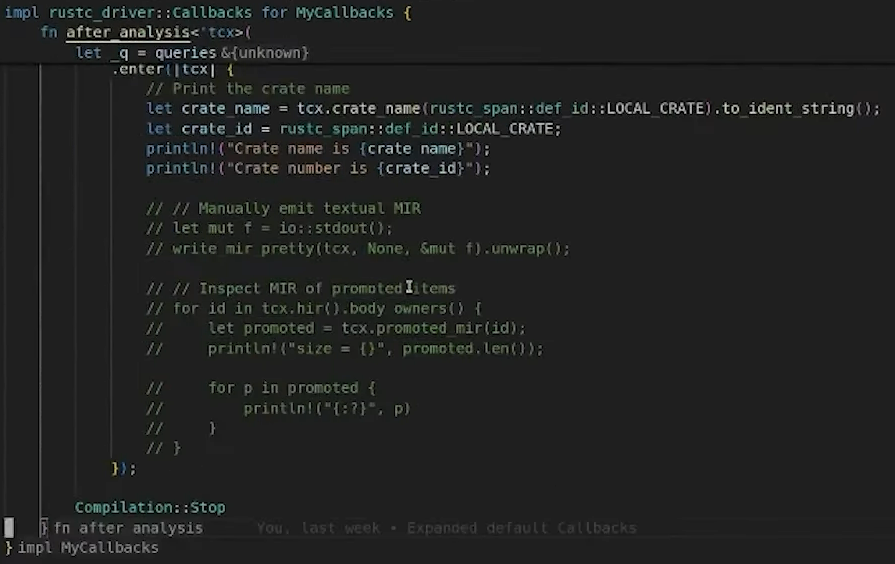 impl rustc_driver::Callbacks for MyCallbacks {
fn after_analysis<'tcx>(
let _q = queries &{unknown}
.enter(|tcx| {
// Print the crate name
let crate_name = tcx.crate_name(rustc_span::def_id::LOCAL_CRATE).to_ident_string();
let crate_id = rustc_span::def_id::LOCAL_CRATE;
println!("Crate name is {crate_name}");
println!("Crate number is {crate_id}");
// // Manually emit textual MIR
// let mut f = io::stdout();
// write_mir_pretty(tcx, None, &mut f).unwrap();
// // Inspect MIR of promoted items
// for id in tcx.hir().body_owners() {
//     let promoted = tcx.promoted_mir(id);
//     println!("size = {}", promoted.len());
//     for p in promoted {
//         println!("{:?}", p)
//     }
// }
});
Compilation::Stop
} fn after_analysis You, last week • Expanded default Callbacks
} impl MyCallbacks